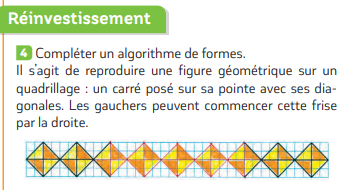 Réinvestissement
4 Compléter un algorithme de formes.
Il s'agit de reproduire une figure géométrique sur un
quadrillage : un carré posé sur sa pointe avec ses dia-
gonales. Les gauchers peuvent commencer cette frise
par la droite.